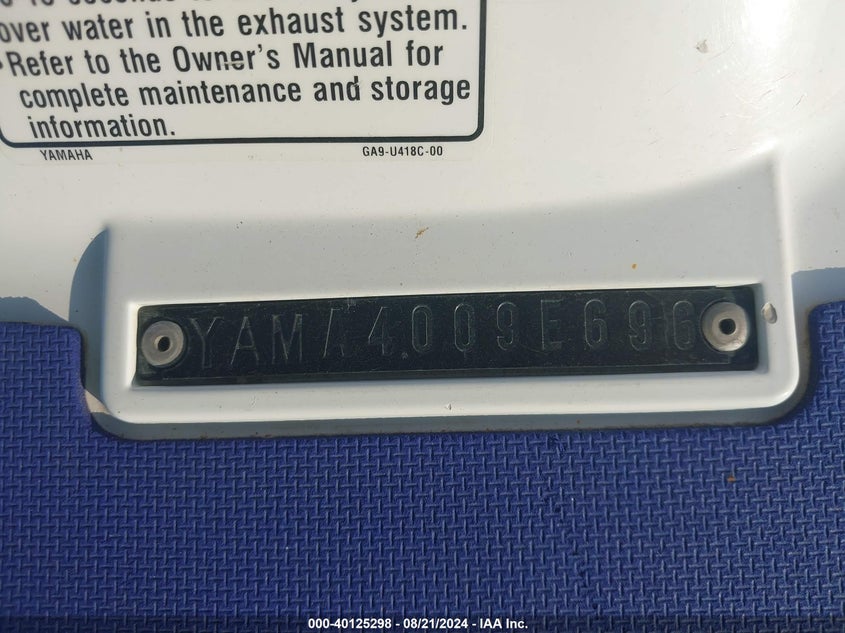 over water in the exhaust system.
•Refer to the Owner's Manual for
complete maintenance and storage
information.
YAMAHA GA9-U418C-00
YAMA4009E696
000-40125298 - 08/21/2024 - IAA Inc.